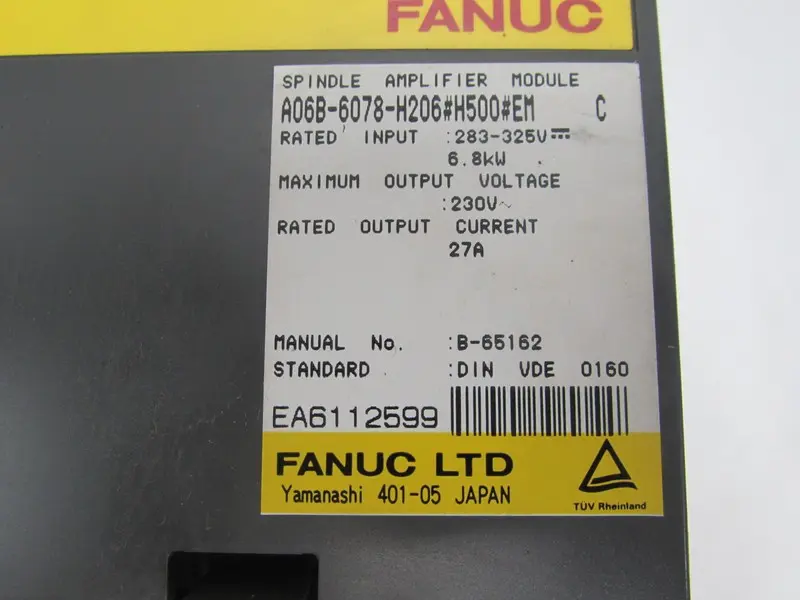 FANUC
SPINDLE AMPLIFIER MODULE
A06B-6078-H206#H500#EM C
RATED INPUT :283-325V⎓
6.8kW
MAXIMUM OUTPUT VOLTAGE
:230V~
RATED OUTPUT CURRENT
27A
MANUAL No. :B-65162
STANDARD :DIN VDE 0160
EA6112599
FANUC LTD
Yamanashi 401-05 JAPAN
TÜV Rheinland